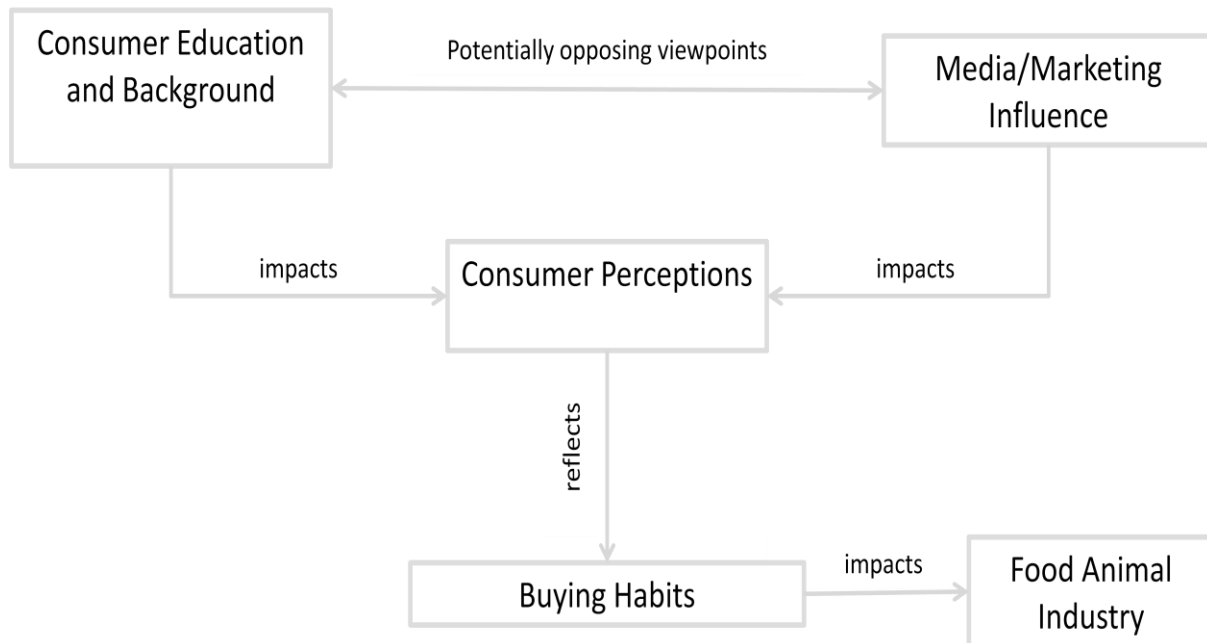 Consumer Education
and Background
Potentially opposing viewpoints
Media/Marketing
Influence
impacts
Consumer Perceptions
impacts
reflects
Buying Habits
impacts
Food Animal
Industry